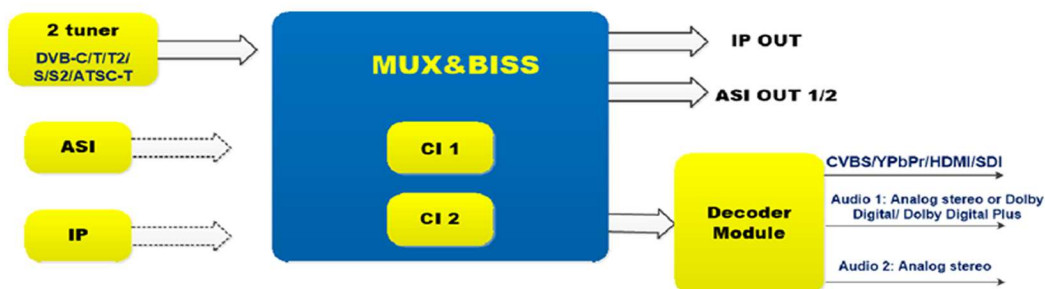 2 tuner
DVB-C/T/T2/
S/S2/ATSC-T
ASI
IP
MUX&BISS
CI 1
CI 2
IP OUT
ASI OUT 1/2
Decoder
Module
CVBS/YPbPr/HDMI/SDI
Audio 1: Analog stereo or Dolby
Digital/ Dolby Digital Plus
Audio 2: Analog stereo